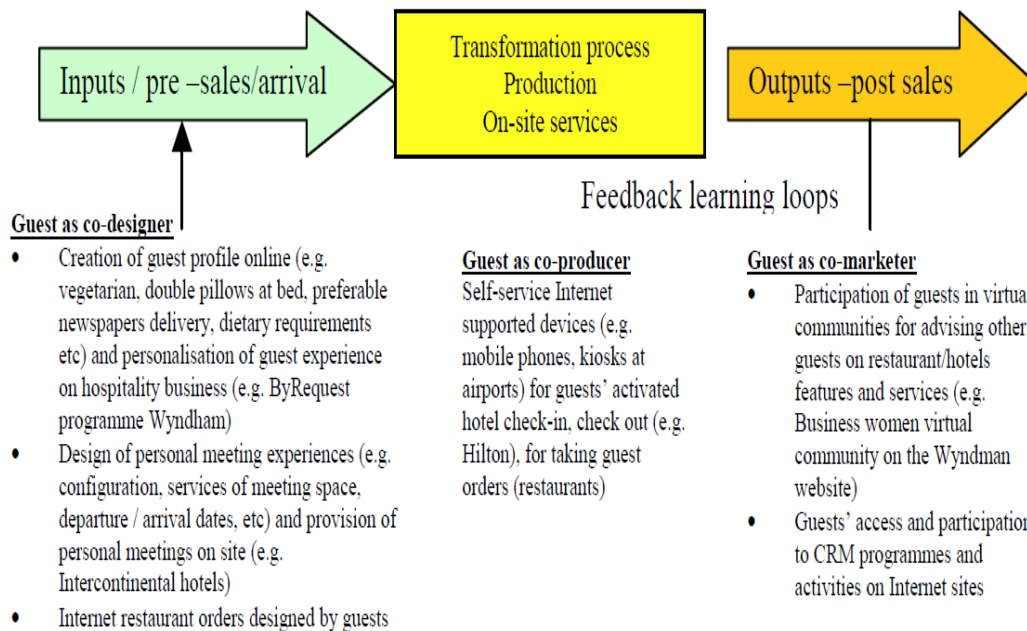 Inputs / pre –sales/arrival
Transformation process
Production
On-site services
Outputs –post sales
Feedback learning loops
Guest as co-designer
• Creation of guest profile online (e.g.
vegetarian, double pillows at bed, preferable
newspapers delivery, dietary requirements
etc) and personalisation of guest experience
on hospitality business (e.g. ByRequest
programme Wyndham)
• Design of personal meeting experiences (e.g.
configuration, services of meeting space,
departure / arrival dates, etc) and provision of
personal meetings on site (e.g.
Intercontinental hotels)
• Internet restaurant orders designed by guests
Guest as co-producer
Self-service Internet
supported devices (e.g.
mobile phones, kiosks at
airports) for guests’ activated
hotel check-in, check out (e.g.
Hilton), for taking guest
orders (restaurants)
Guest as co-marketer
• Participation of guests in virtua
communities for advising other
guests on restaurant/hotels
features and services (e.g.
Business women virtual
community on the Wyndman
website)
• Guests’ access and participation
to CRM programmes and
activities on Internet sites